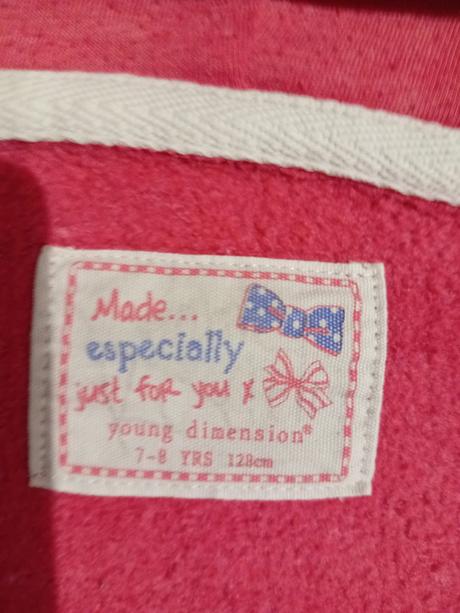 Made...
especially
just for you x
young dimension®
7-8 YRS 128cm